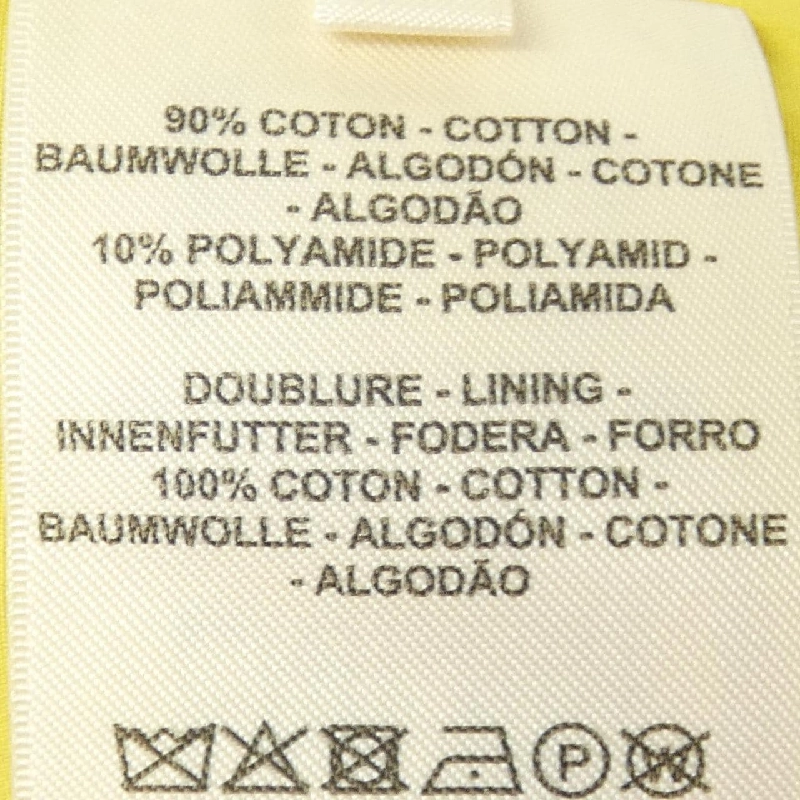 90% COTON - COTTON -
BAUMWOLLE - ALGODÓN - COTONE
- ALGODÃO
10% POLYAMIDE - POLYAMID -
POLIAMMIDE - POLIAMIDA
DOUBLURE - LINING -
INNENFUTTER - FODERA - FORRO
100% COTON - COTTON -
BAUMWOLLE - ALGODÓN - COTONE
- ALGODÃO
P W